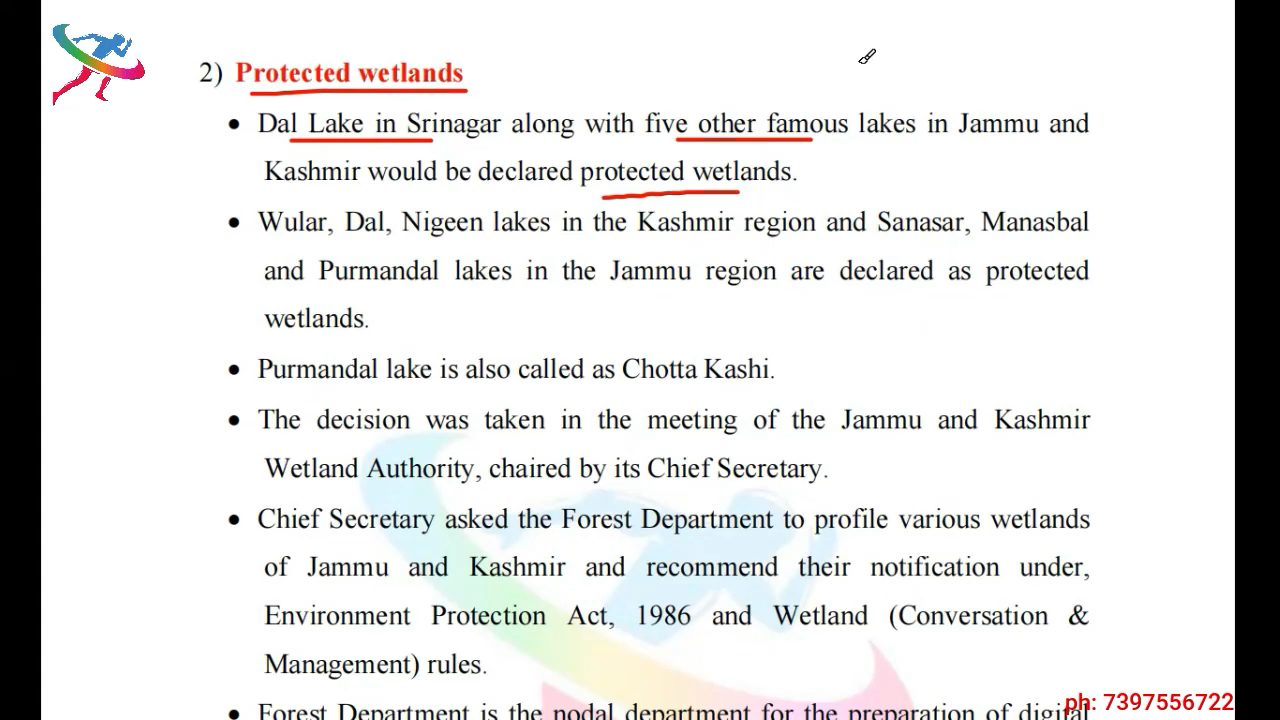 2) Protected wetlands
• Dal Lake in Srinagar along with five other famous lakes in Jammu and
Kashmir would be declared protected wetlands.
• Wular, Dal, Nigeen lakes in the Kashmir region and Sanasar, Manasbal
and Purmandal lakes in the Jammu region are declared as protected
wetlands.
• Purmandal lake is also called as Chotta Kashi.
• The decision was taken in the meeting of the Jammu and Kashmir
Wetland Authority, chaired by its Chief Secretary.
• Chief Secretary asked the Forest Department to profile various wetlands
of Jammu and Kashmir and recommend their notification under,
Environment Protection Act, 1986 and Wetland (Conversation &
Management) rules.
• Forest Department is the nodal department for the preparation of digital
ph: 7397556722